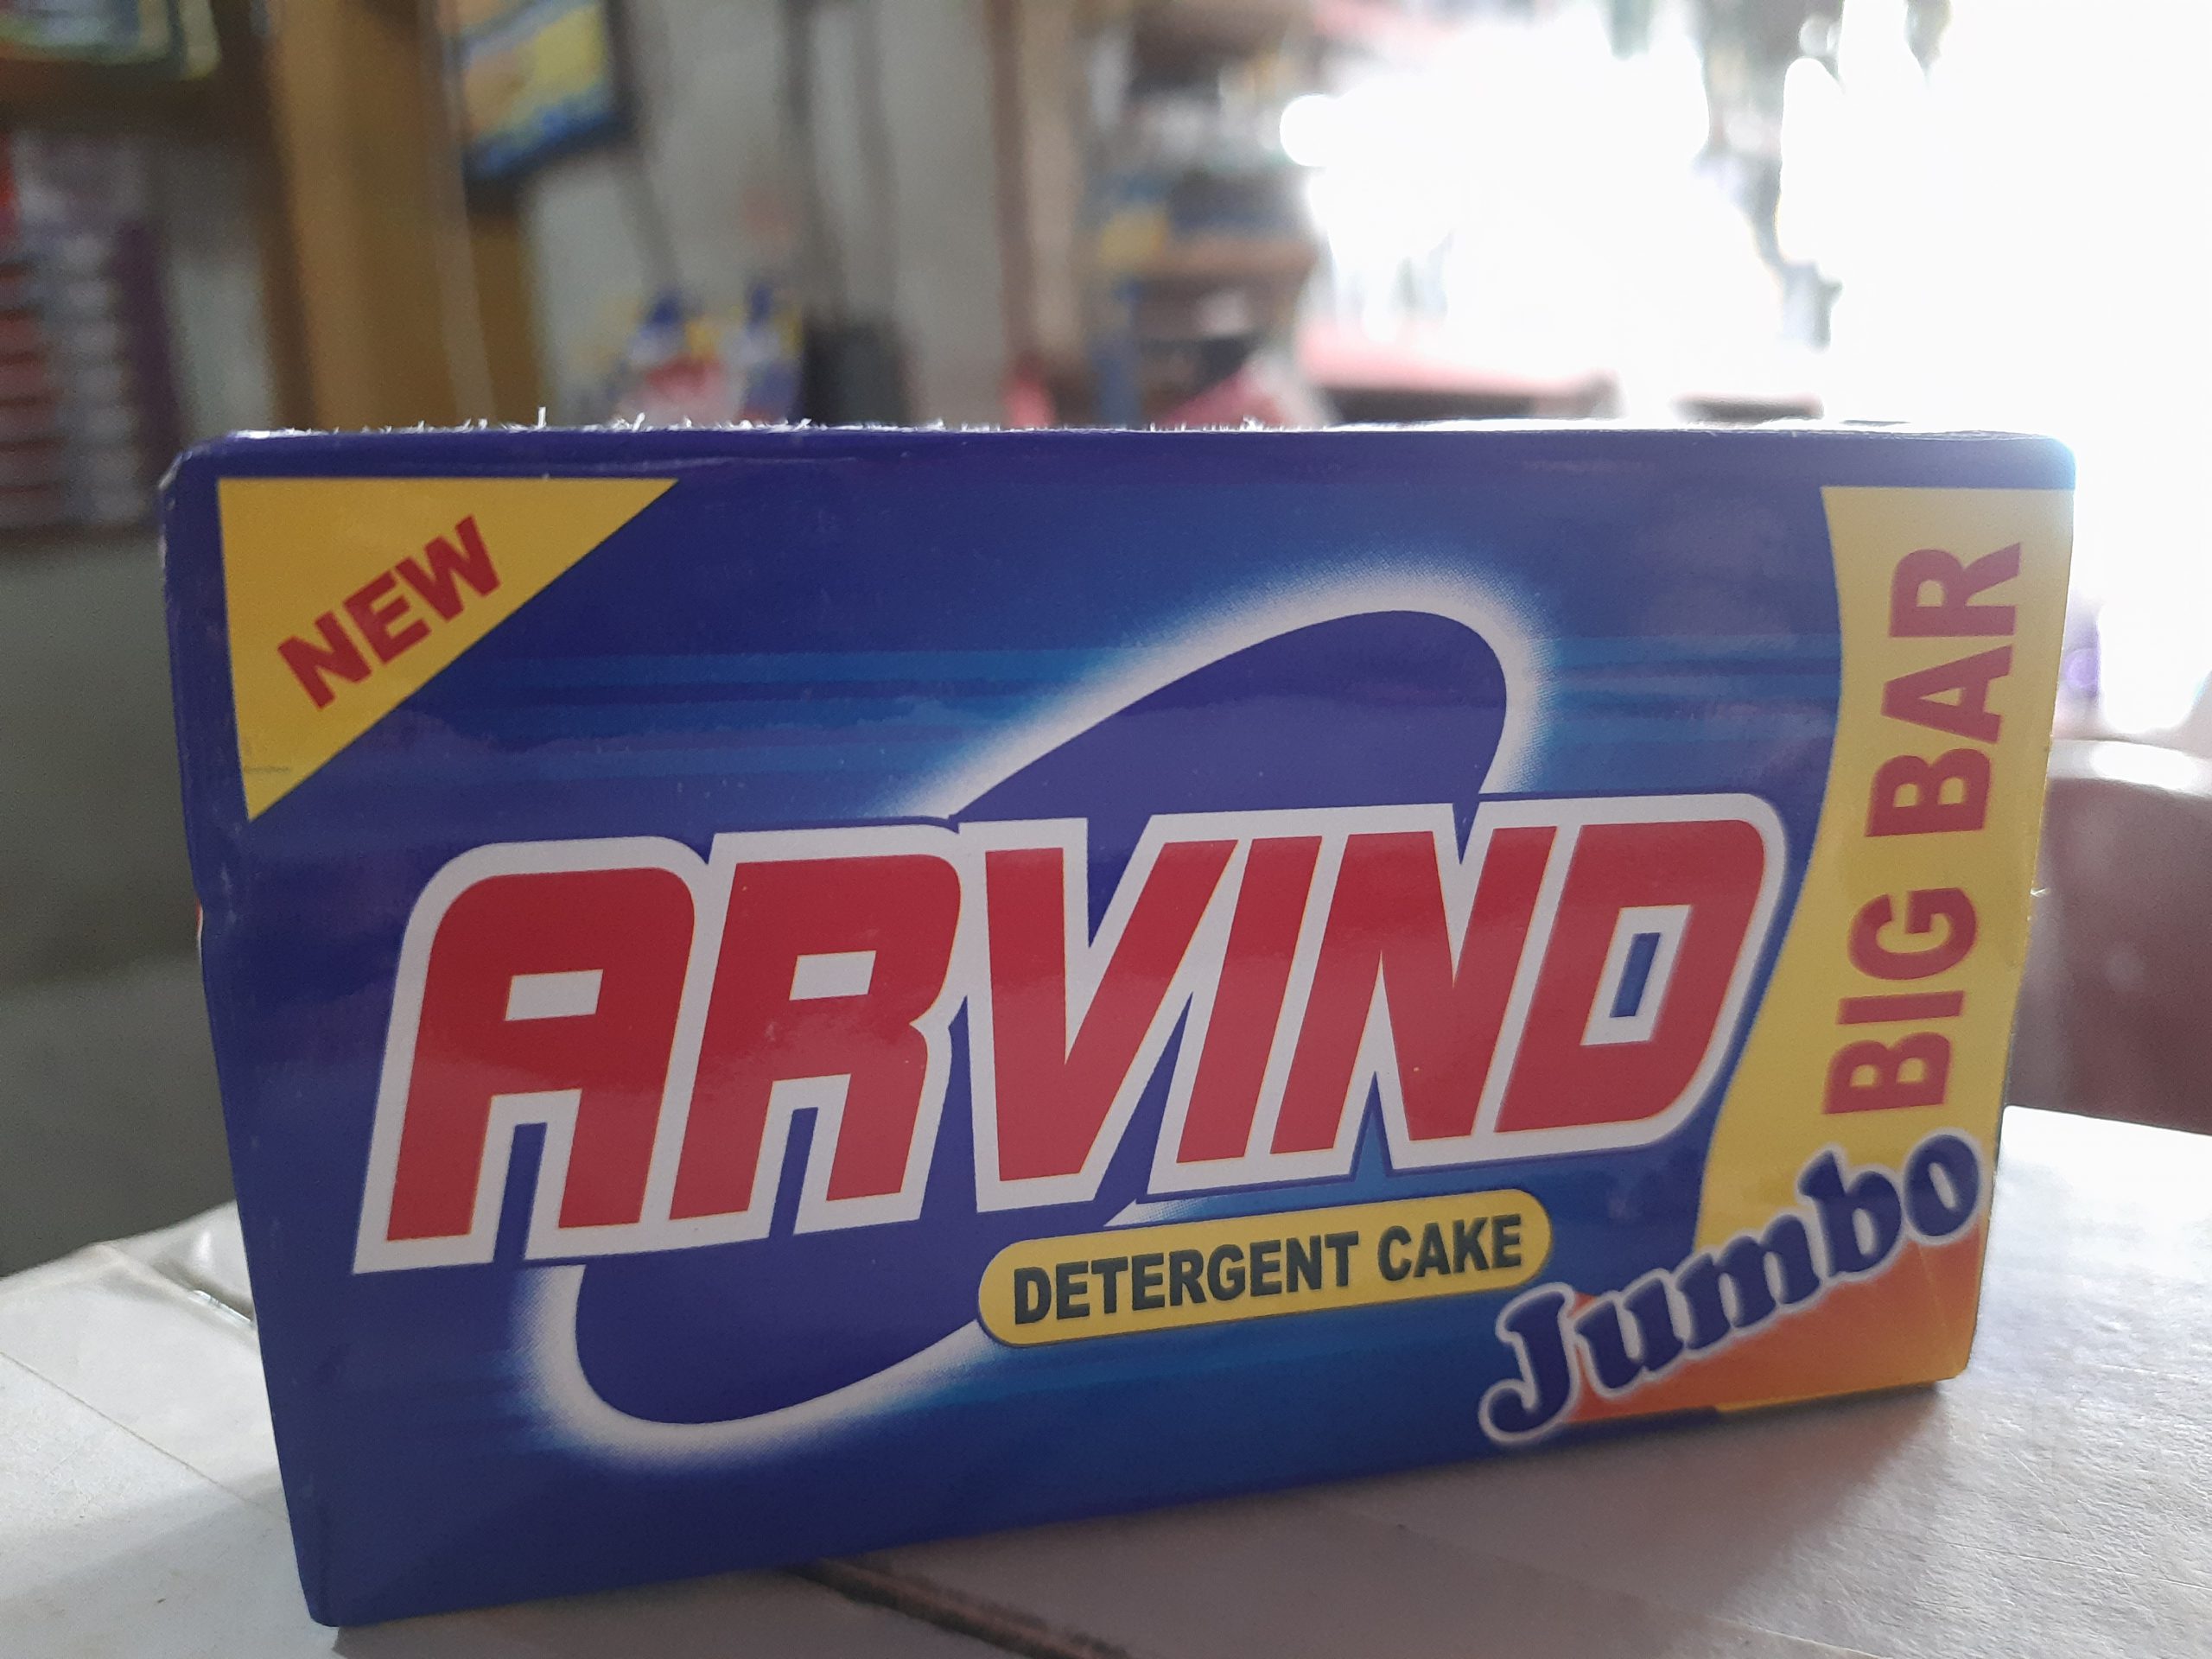 NEW
ARVIND
DETERGENT CAKE
BIG BAR
Jumbo